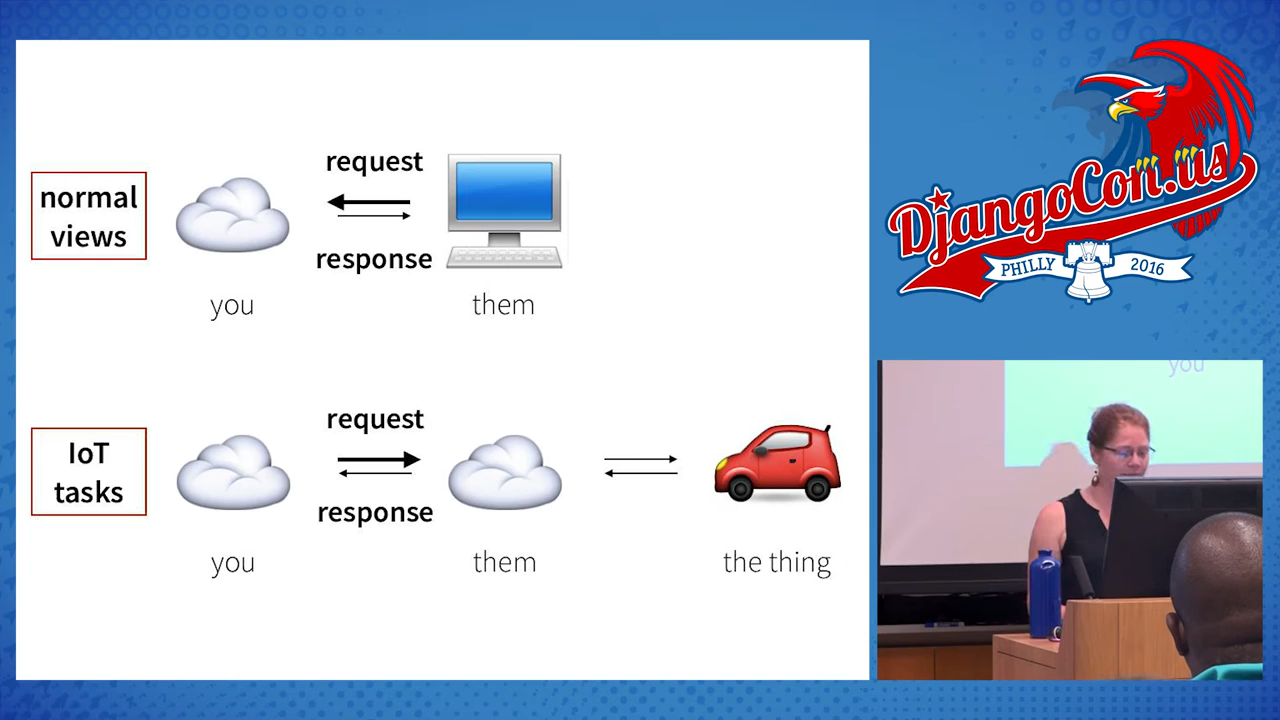 request
normal
views
response
you
them
request
IoT
tasks
response
you
them
the thing
DjangoCon.us
PHILLY 2016
you